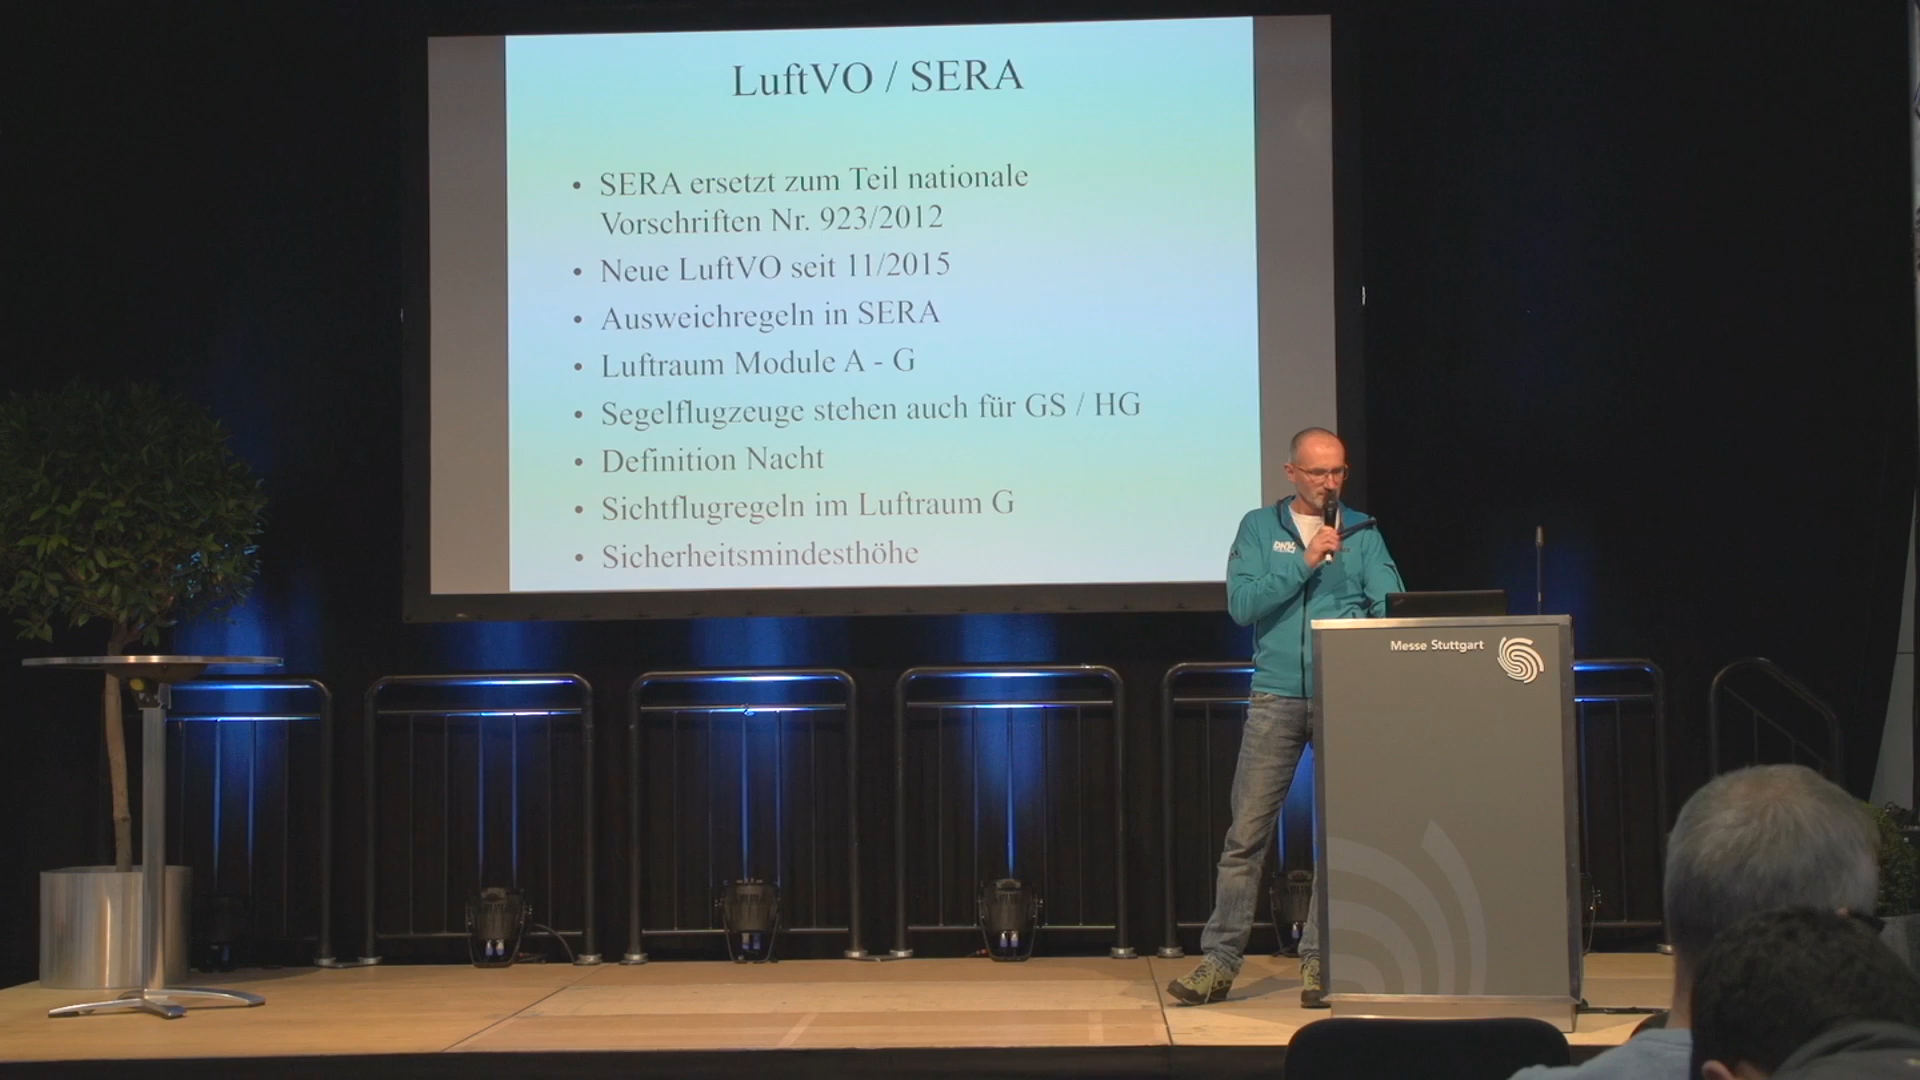 LuftVO / SERA
• SERA ersetzt zum Teil nationale
Vorschriften Nr. 923/2012
• Neue LuftVO seit 11/2015
• Ausweichregeln in SERA
• Luftraum Module A - G
• Segelflugzeuge stehen auch für GS / HG
• Definition Nacht
• Sichtflugregeln im Luftraum G
• Sicherheitsmindesthöhe
DHV
Messe Stuttgart